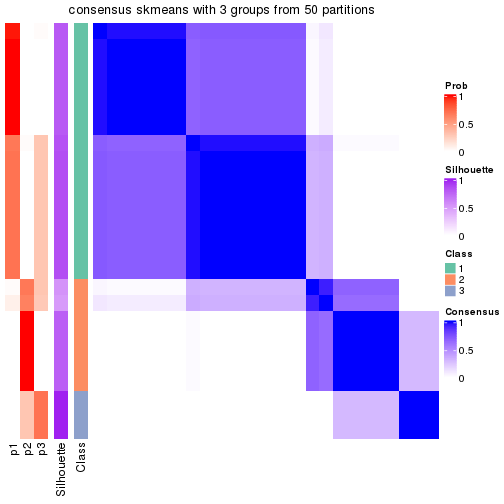 consensus skmeans with 3 groups from 50 partitions
Prob
1
0.5
0
Silhouette
1
0.5
0
Class
1
2
3
Consensus
1
0.5
0
p1
p2
p3
Silhouette
Class